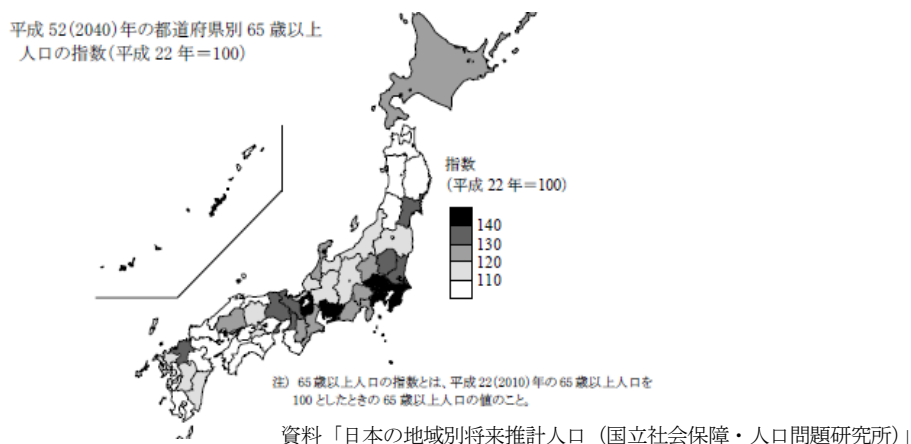 平成 52(2040)年の都道府県別 65 歳以上
人口の指数(平成 22 年＝100)
指数
(平成 22 年＝100)
140
130
120
110
注) 65 歳以上人口の指数とは、平成 22(2010)年の 65 歳以上人口を
100 としたときの 65 歳以上人口の値のこと。
資料「日本の地域別将来推計人口（国立社会保障・人口問題研究所）」